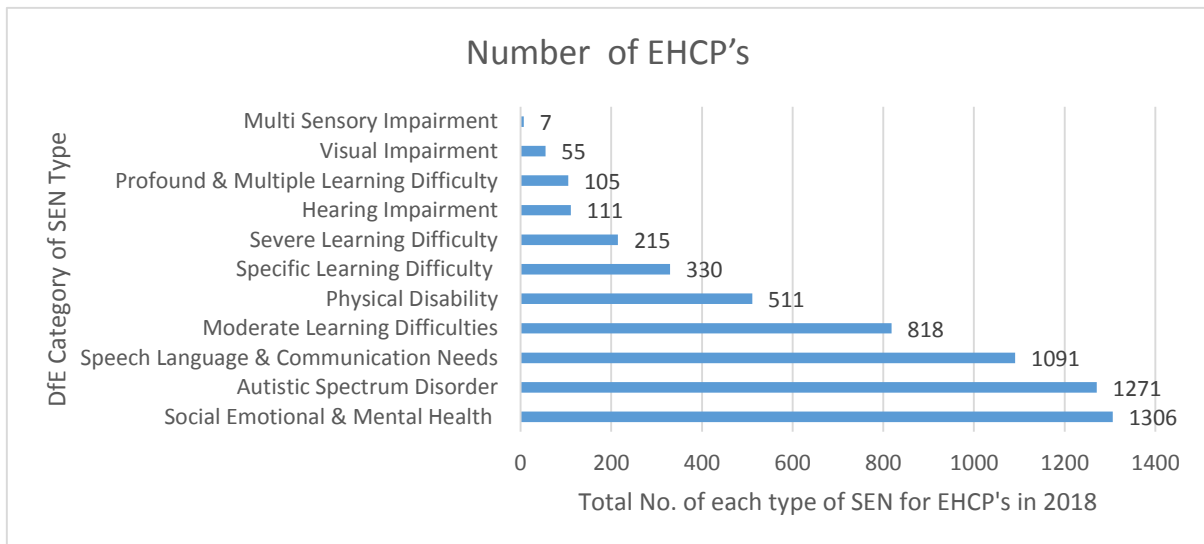 Number of EHCP’s
DfE Category of SEN Type
Multi Sensory Impairment 7
Visual Impairment 55
Profound & Multiple Learning Difficulty 105
Hearing Impairment 111
Severe Learning Difficulty 215
Specific Learning Difficulty 330
Physical Disability 511
Moderate Learning Difficulties 818
Speech Language & Communication Needs 1091
Autistic Spectrum Disorder 1271
Social Emotional & Mental Health 1306
0 200 400 600 800 1000 1200 1400
Total No. of each type of SEN for EHCP's in 2018